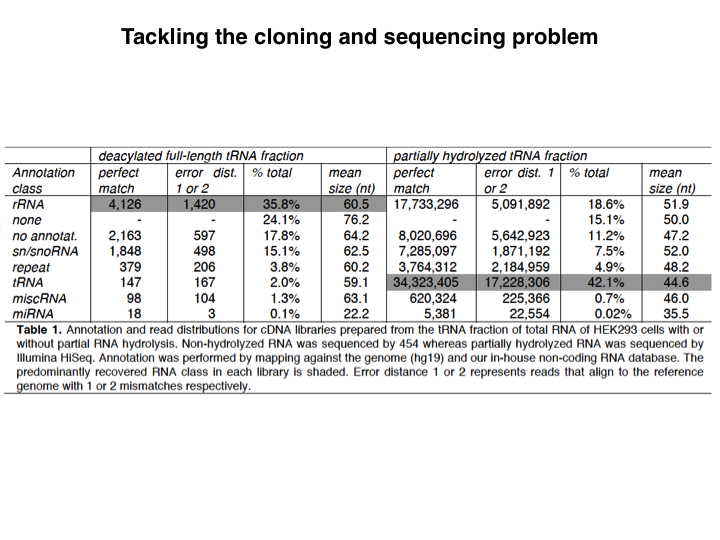 Tackling the cloning and sequencing problem
deacylated full-length tRNA fraction partially hydrolyzed tRNA fraction
Annotation perfect error dist. % total mean perfect error dist. 1 % total mean
class match 1 or 2 size (nt) match or 2 size (nt)
rRNA 4,126 1,420 35.8% 60.5 17,733,296 5,091,892 18.6% 51.9
none - - 24.1% 76.2 - - 15.1% 50.0
no annotat. 2,163 597 17.8% 64.2 8,020,696 5,642,923 11.2% 47.2
sn/snoRNA 1,848 498 15.1% 62.5 7,285,097 1,871,192 7.5% 52.0
repeat 379 206 3.8% 60.2 3,764,312 2,184,959 4.9% 48.2
tRNA 147 167 2.0% 59.1 34,323,405 17,228,306 42.1% 44.6
miscRNA 98 104 1.3% 63.1 620,324 225,366 0.7% 46.0
miRNA 18 3 0.1% 22.2 5,381 22,554 0.02% 35.5
Table 1. Annotation and read distributions for cDNA libraries prepared from the tRNA fraction of total RNA of HEK293 cells with or
without partial RNA hydrolysis. Non-hydrolyzed RNA was sequenced by 454 whereas partially hydrolyzed RNA was sequenced by
Illumina HiSeq. Annotation was performed by mapping against the genome (hg19) and our in-house non-coding RNA database. The
predominantly recovered RNA class in each library is shaded. Error distance 1 or 2 represents reads that align to the reference
genome with 1 or 2 mismatches respectively.